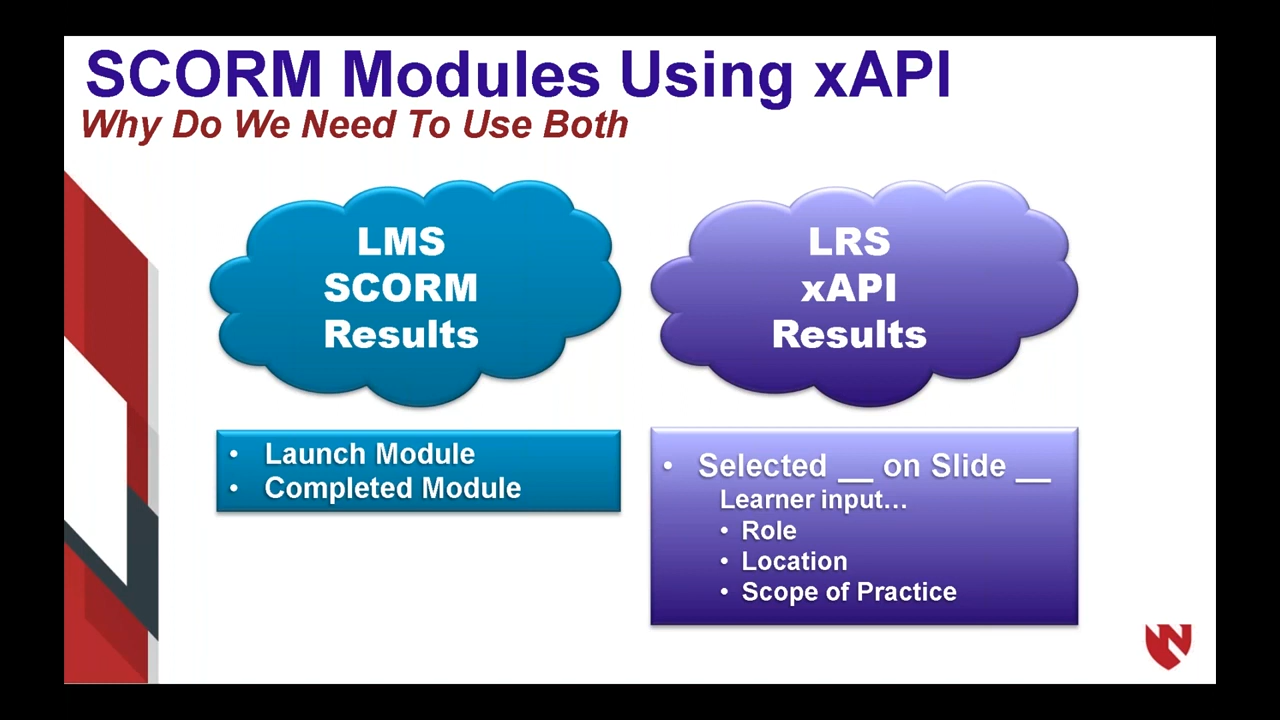 SCORM Modules Using xAPI
Why Do We Need To Use Both
LMS
SCORM
Results
LRS
xAPI
Results
• Launch Module
• Completed Module
• Selected __ on Slide __
Learner input...
• Role
• Location
• Scope of Practice